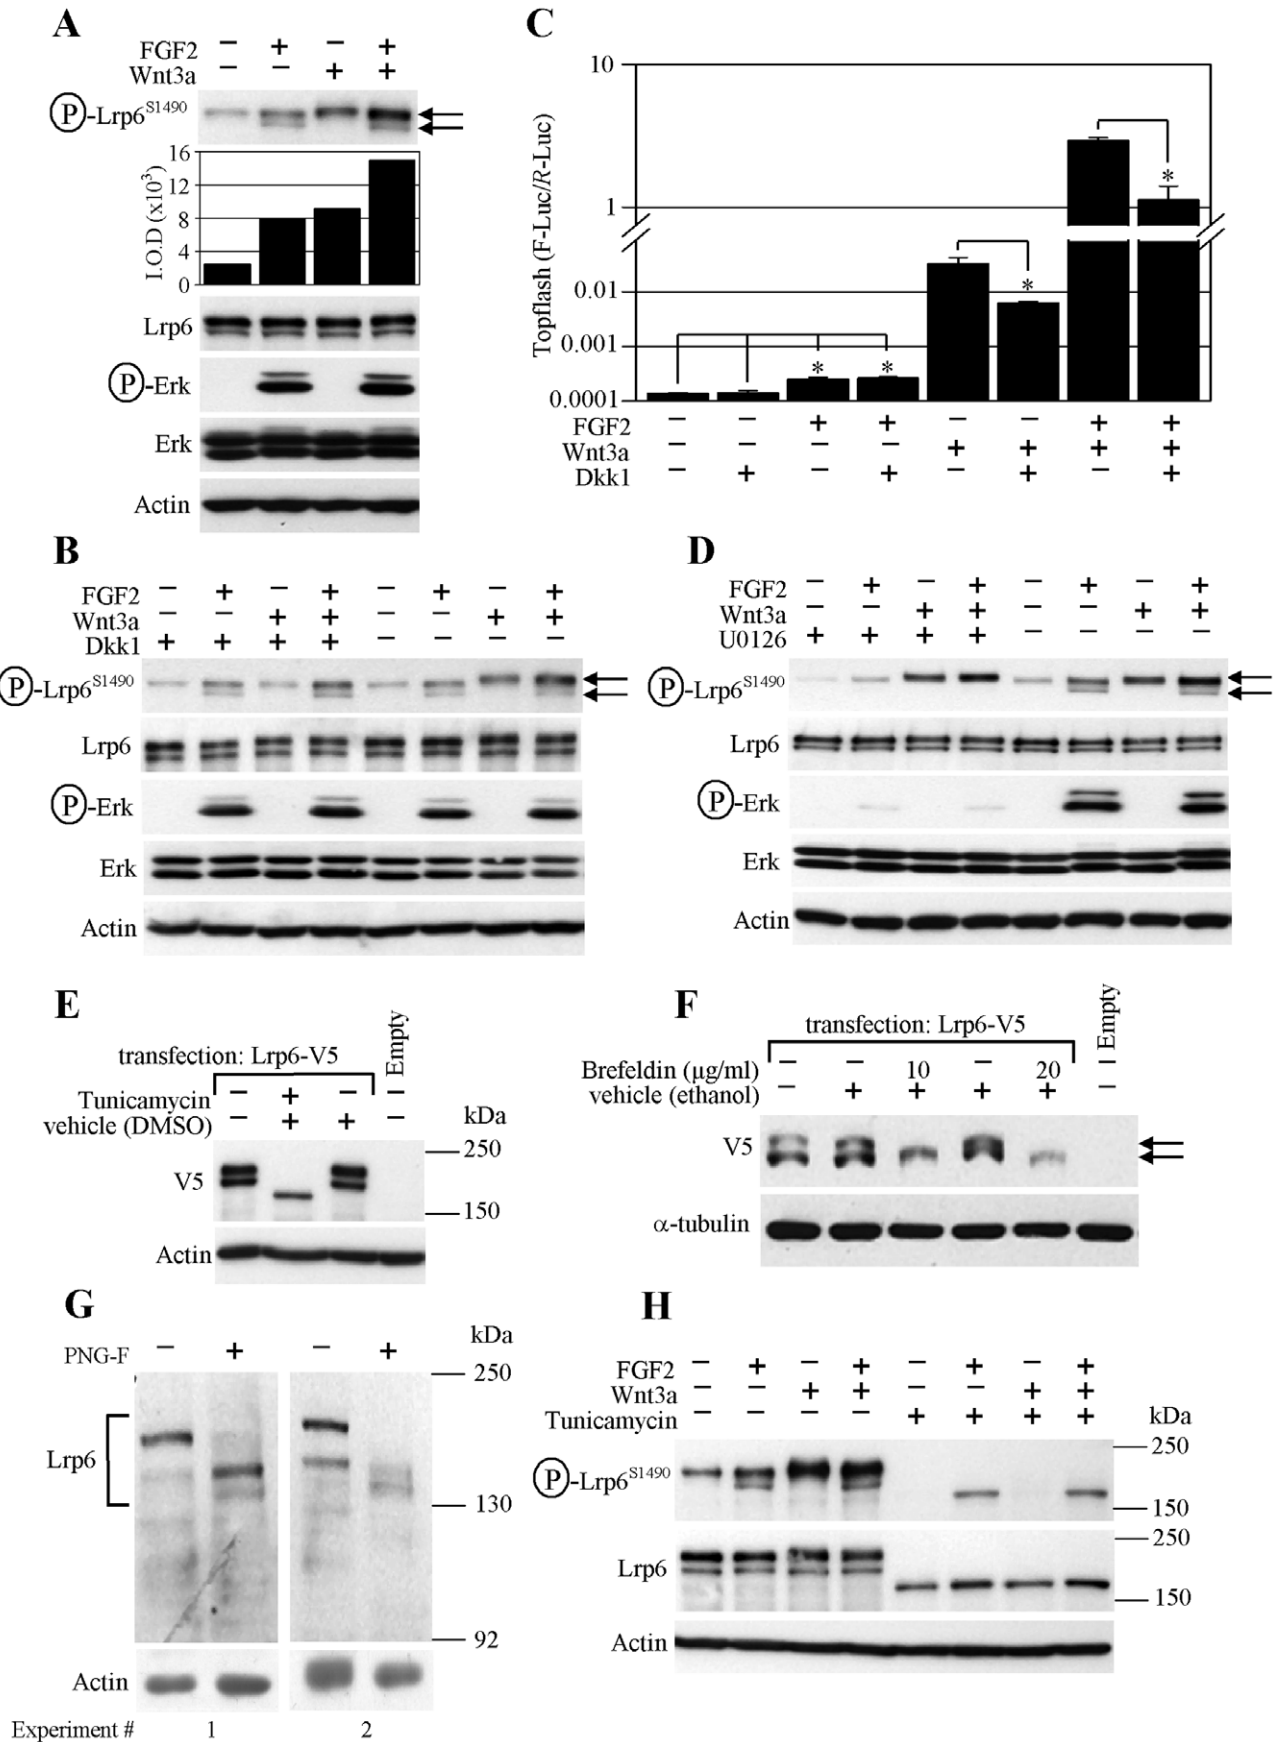 A
FGF2 − + − +
Wnt3a − − + +
P-Lrp6S1490
16
12
8
4
0
I.O.D (x10³)
Lrp6
P-Erk
Erk
Actin
C
10
1
0.01
0.001
0.0001
Topflash (F-Luc/R-Luc)
* * * *
FGF2 − − + + − − + +
Wnt3a − − − − + + + +
Dkk1 − + − + − + − +
B
FGF2 − + − + − + − +
Wnt3a − − + + − − + +
Dkk1 + + + + − − − −
P-Lrp6S1490
Lrp6
P-Erk
Erk
Actin
D
FGF2 − + − + − + − +
Wnt3a − − + + − − + +
U0126 + + + + − − − −
P-Lrp6S1490
Lrp6
P-Erk
Erk
Actin
E
transfection: Lrp6-V5
Empty
Tunicamycin − + − −
vehicle (DMSO) − + + −
kDa
250
V5
150
Actin
F
transfection: Lrp6-V5
Empty
Brefeldin (μg/ml) − − 10 − 20 −
vehicle (ethanol) − + + + + −
V5
α-tubulin
G
kDa
PNG-F − + − +
250
Lrp6
130
92
Actin
Experiment # 1 2
H
FGF2 − + − + − + − +
Wnt3a − − + + − − + +
Tunicamycin − − − − + + + +
kDa
250
P-Lrp6S1490
150
250
Lrp6
150
Actin